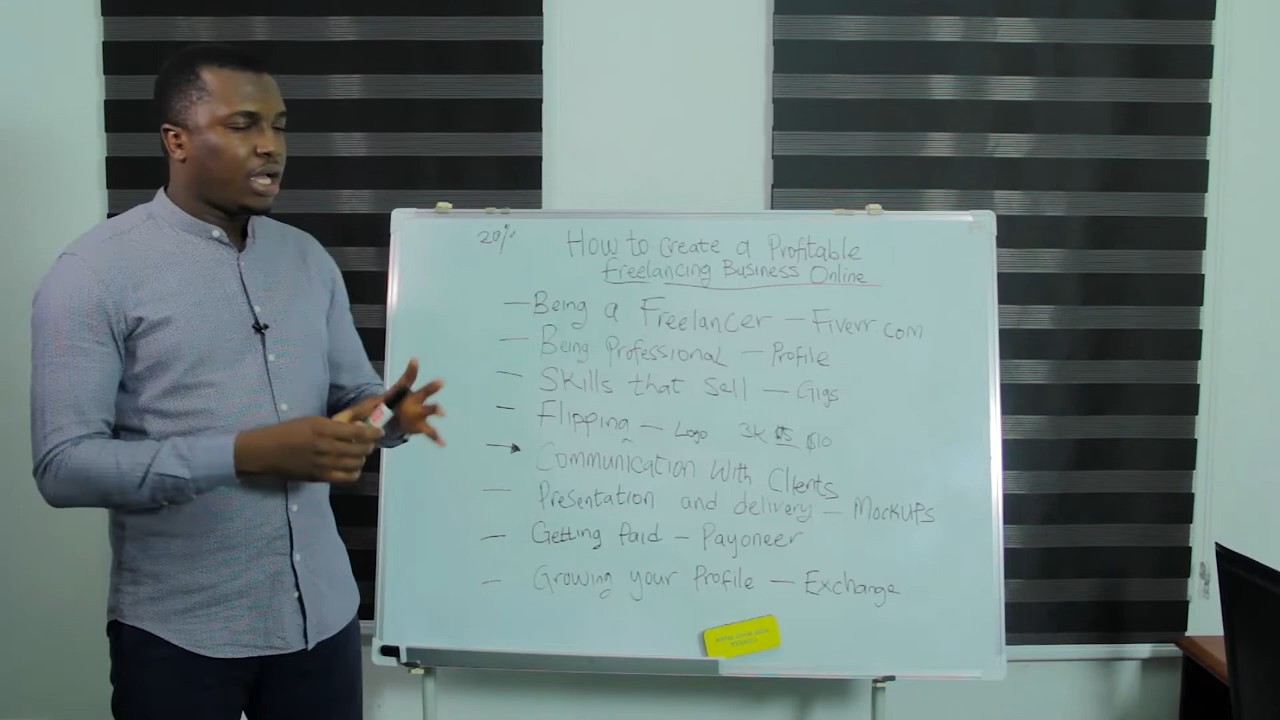 20%
How to create a Profitable
Freelancing Business Online
— Being a Freelancer — Fiverr.com
— Being Professional — Profile
— Skills that sell — Gigs
— Flipping — Logo 3K $5 $10
→ Communication with Clients
— Presentation and delivery — Mockups
— Getting Paid — Payoneer
— Growing your Profile — Exchange